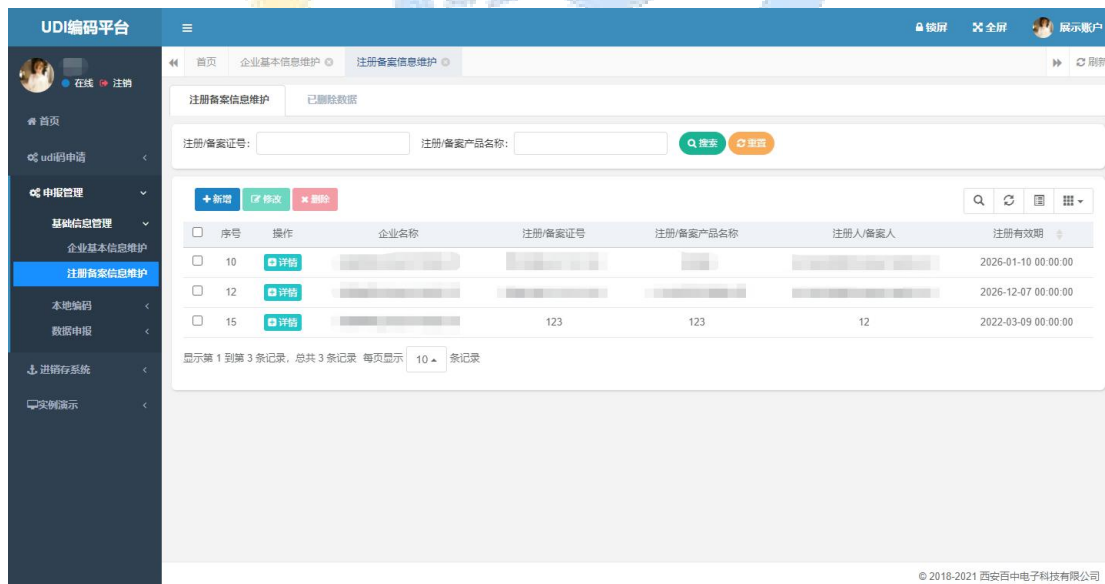 UDI编码平台
锁屏 全屏 展示账户
在线 注销
首页 企业基本信息维护 注册备案信息维护 刷新
注册备案信息维护 已删除数据
首页
udi码申请
申报管理
基础信息管理
企业基本信息维护
注册备案信息维护
本地编码
数据申报
进销存系统
实例演示
注册/备案证号: 注册/备案产品名称: 搜索 重置
新增 修改 删除
序号 操作 企业名称 注册/备案证号 注册/备案产品名称 注册人/备案人 注册有效期
10 详情 2026-01-10 00:00:00
12 详情 2026-12-07 00:00:00
15 详情 123 123 12 2022-03-09 00:00:00
显示第 1 到第 3 条记录，总共 3 条记录 每页显示 10 条记录
© 2018-2021 西安百中电子科技有限公司